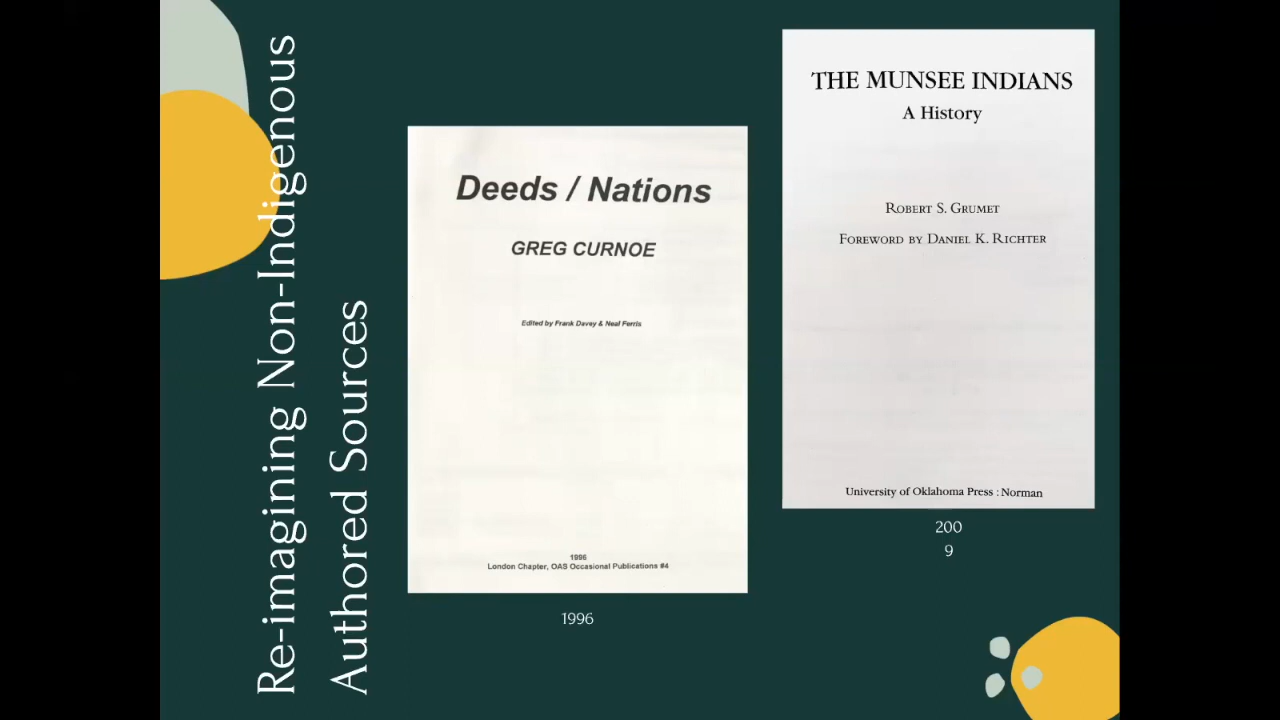 Re-imagining Non-Indigenous
Authored Sources
Deeds / Nations
GREG CURNOE
Edited by Frank Davey & Neal Ferris
1996
London Chapter, OAS Occasional Publications #4
1996
THE MUNSEE INDIANS
A History
ROBERT S. GRUMET
FOREWORD BY DANIEL K. RICHTER
University of Oklahoma Press : Norman
200
9